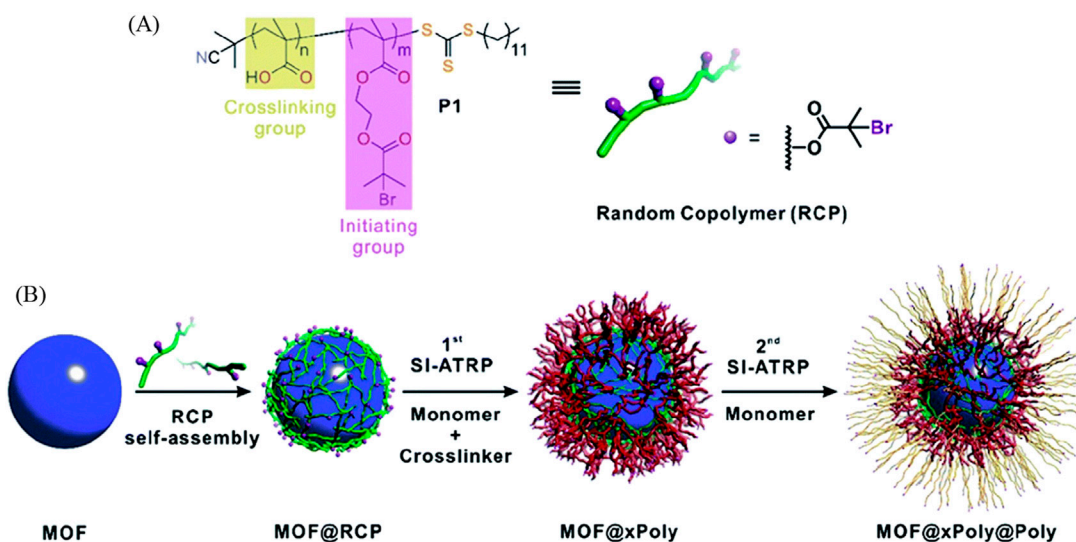 (A)
NC
n
m
S
S
11
S
HO
O
O
O
P1
O
O
Br
Crosslinking
group
Initiating
group
=
O
O
Br
Random Copolymer (RCP)
(B)
RCP
self-assembly
1st
SI-ATRP
Monomer
+
Crosslinker
2nd
SI-ATRP
Monomer
MOF
MOF@RCP
MOF@xPoly
MOF@xPoly@Poly